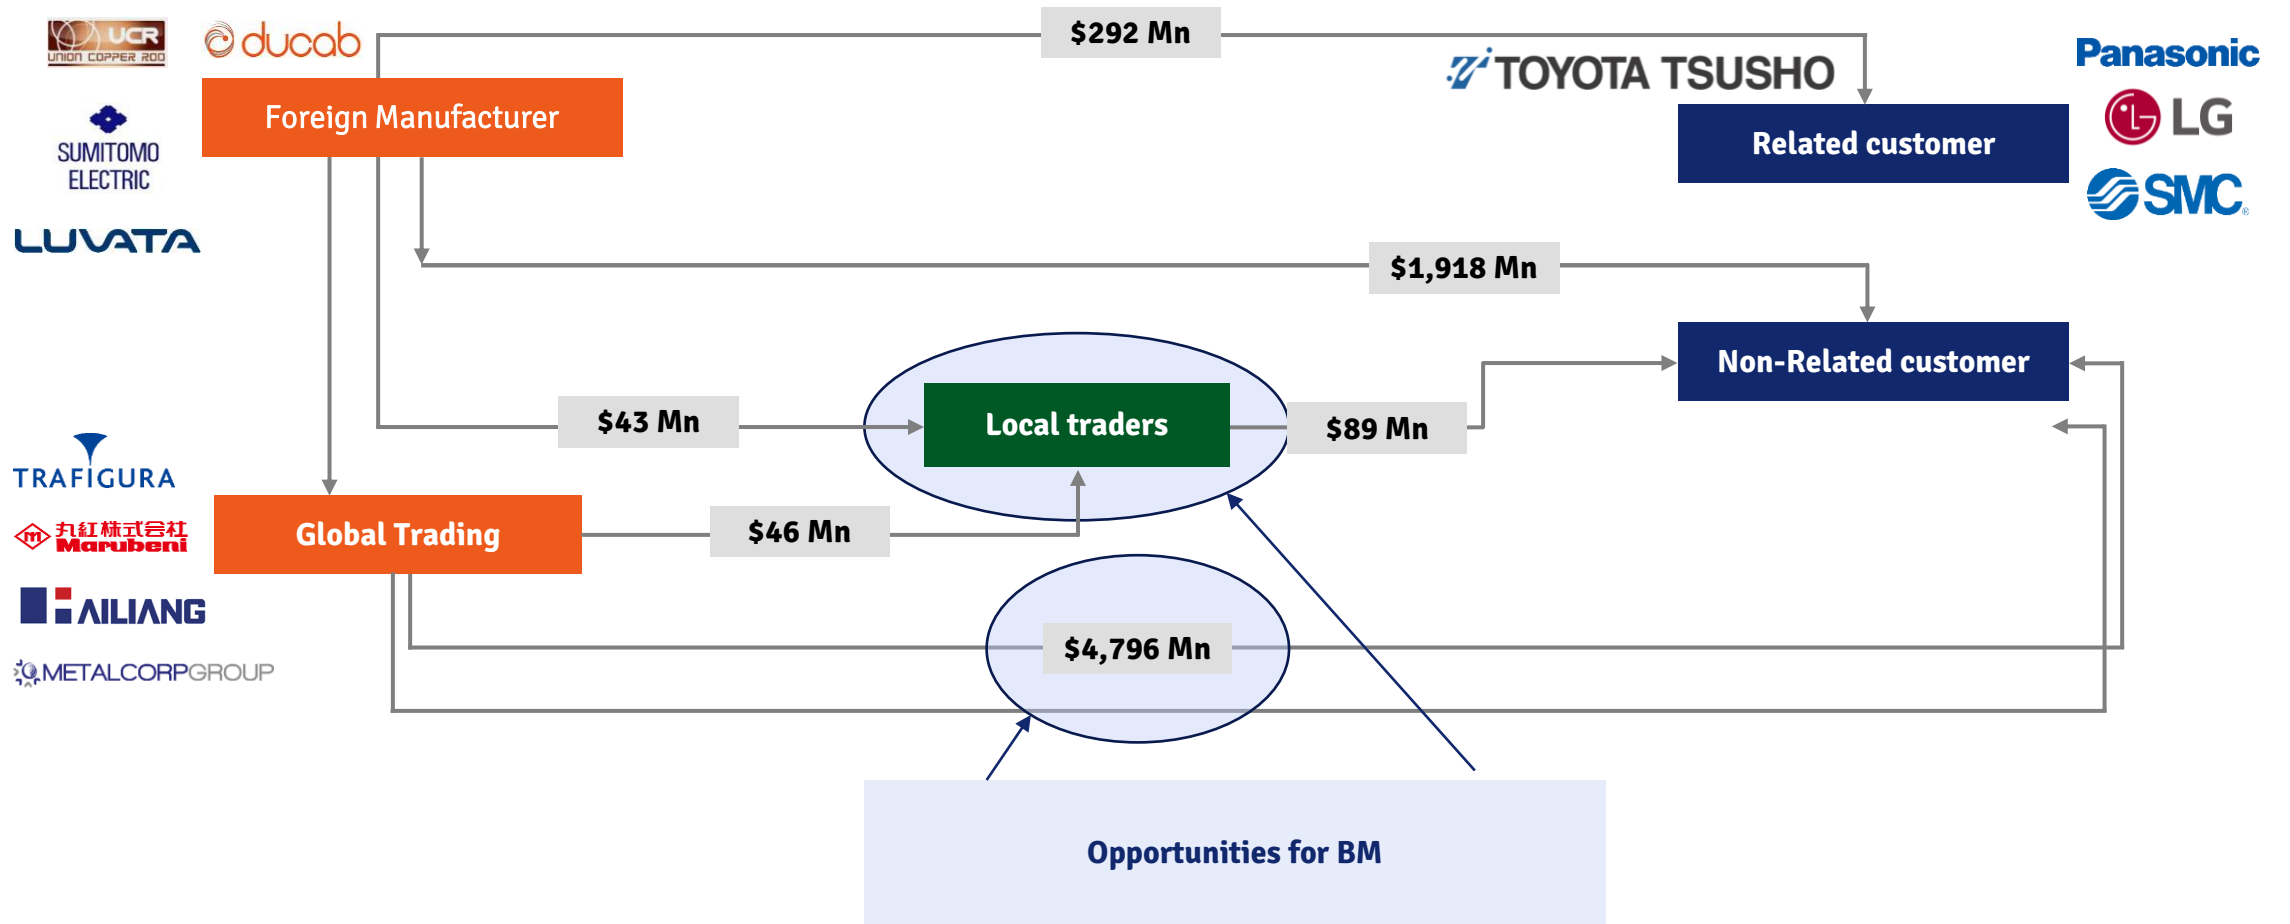 UCR
UNION COPPER ROD
ducab
$292 Mn
TOYOTA TSUSHO
Panasonic
Foreign Manufacturer
LG
Related customer
SUMITOMO
ELECTRIC
SMC
LUVATA
$1,918 Mn
Non-Related customer
$43 Mn
Local traders
$89 Mn
TRAFIGURA
丸紅株式会社
Marubeni
Global Trading
$46 Mn
HAILIANG
$4,796 Mn
METALCORPGROUP
Opportunities for BM